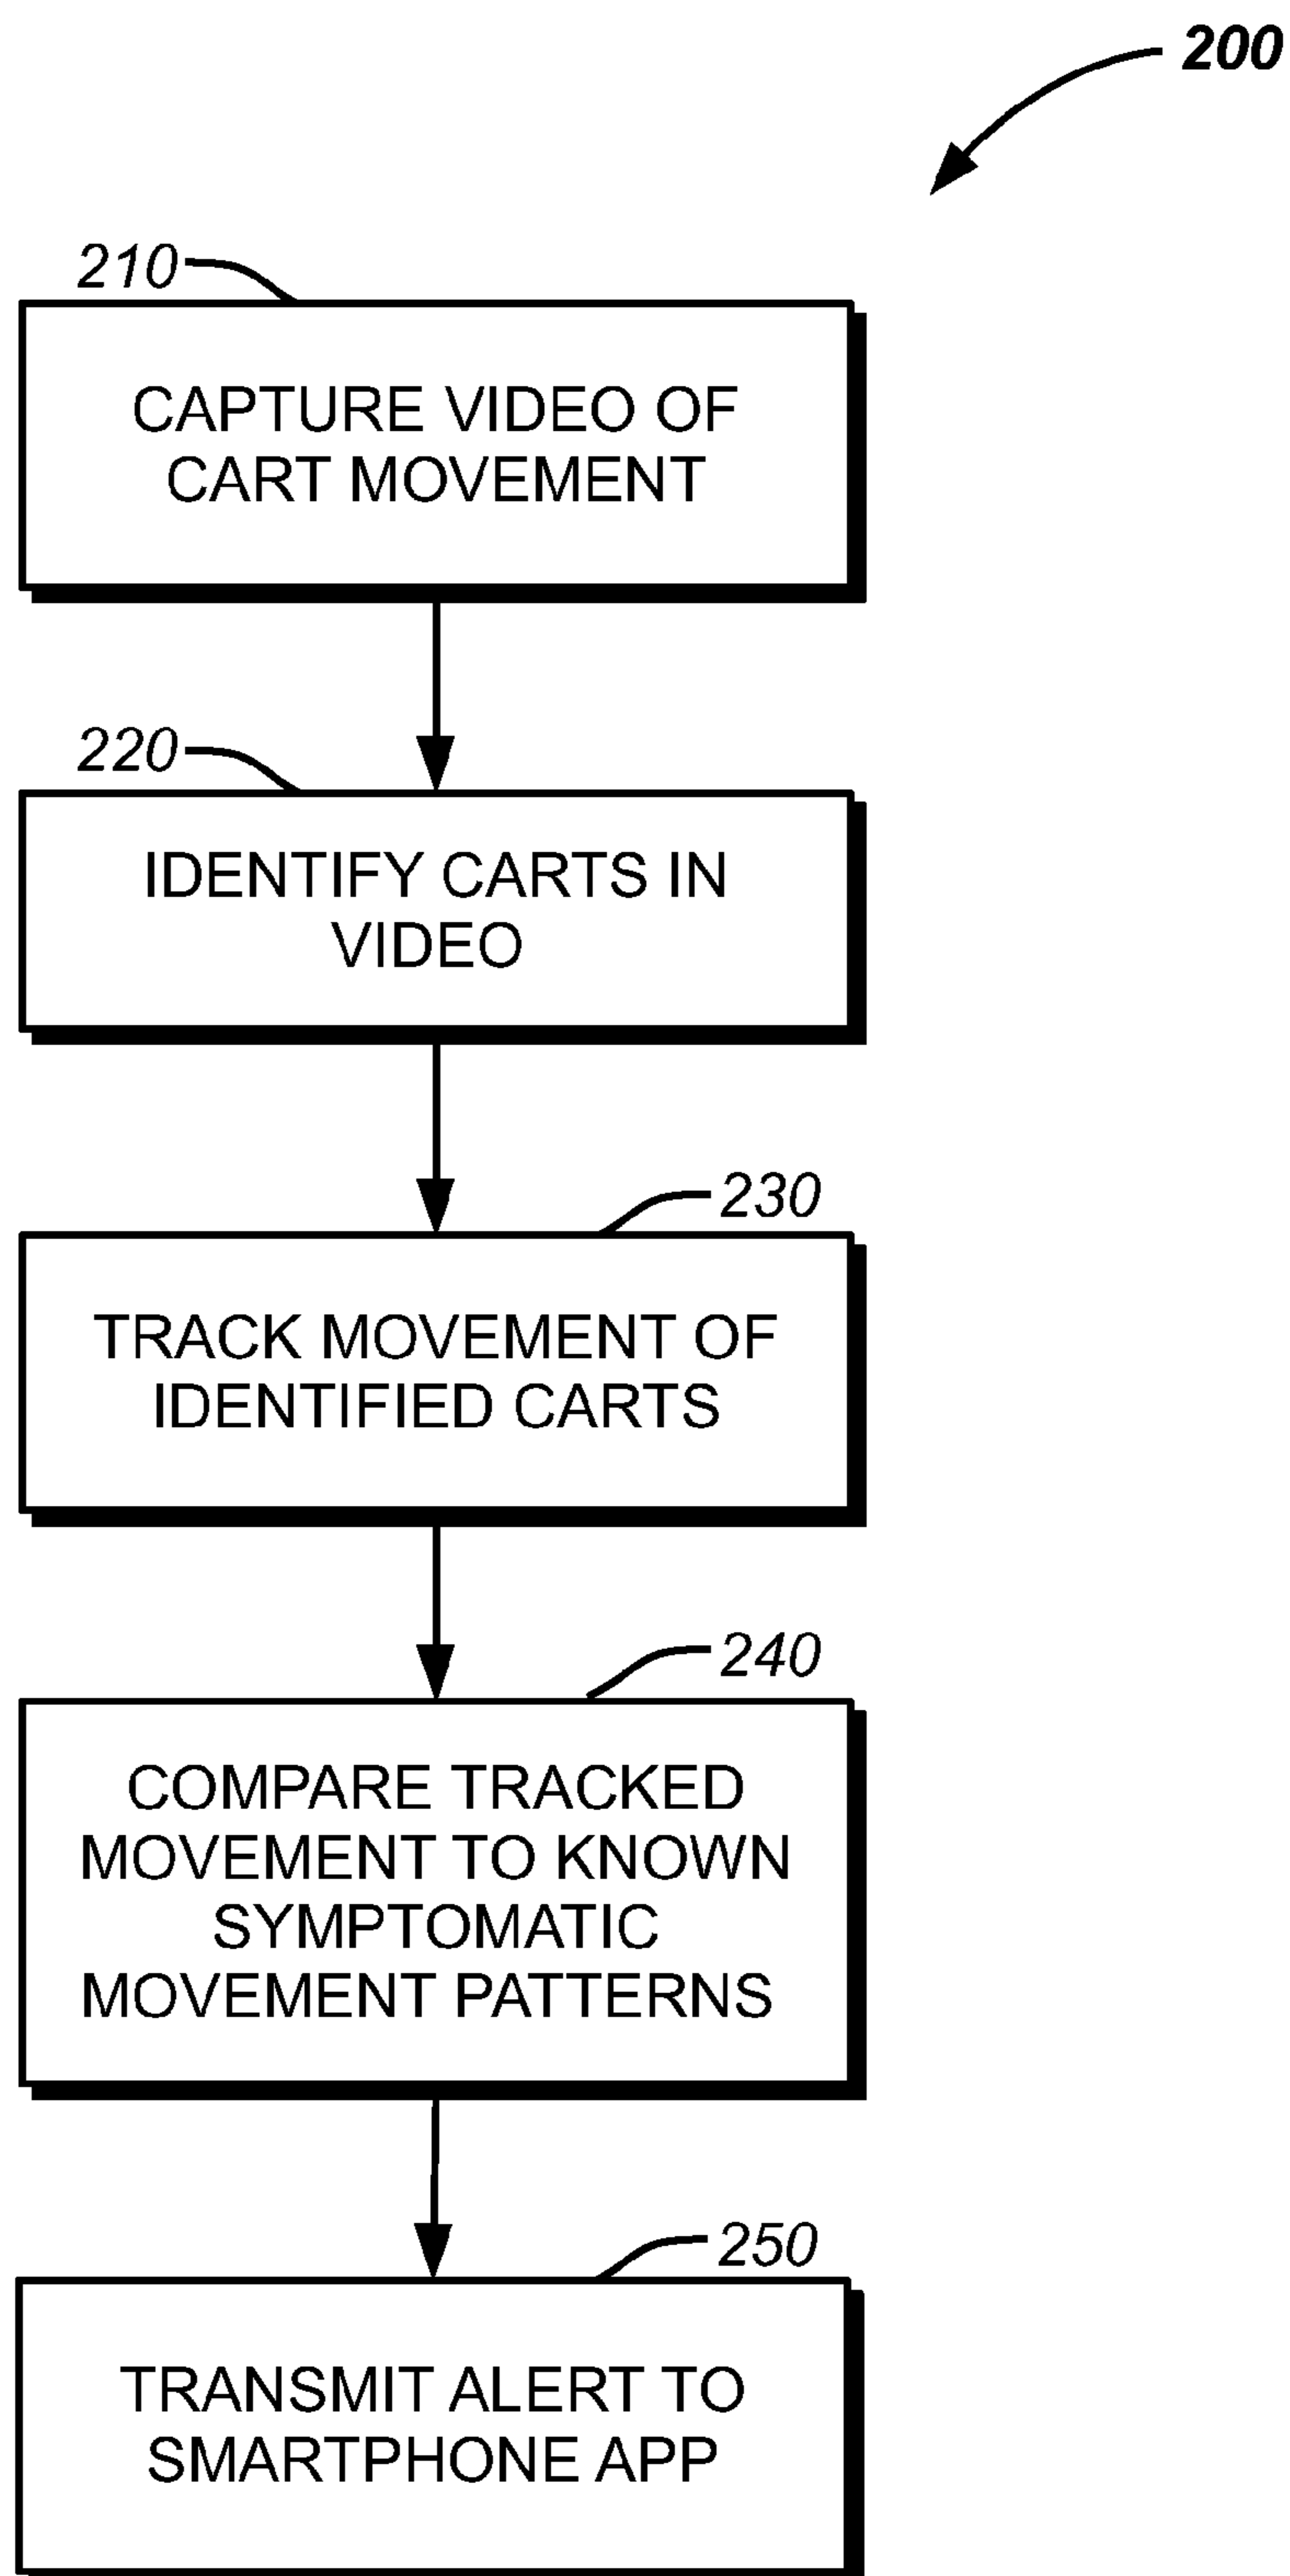 200
210
CAPTURE VIDEO OF
CART MOVEMENT
220
IDENTIFY CARTS IN
VIDEO
230
TRACK MOVEMENT OF
IDENTIFIED CARTS
240
COMPARE TRACKED
MOVEMENT TO KNOWN
SYMPTOMATIC
MOVEMENT PATTERNS
250
TRANSMIT ALERT TO
SMARTPHONE APP